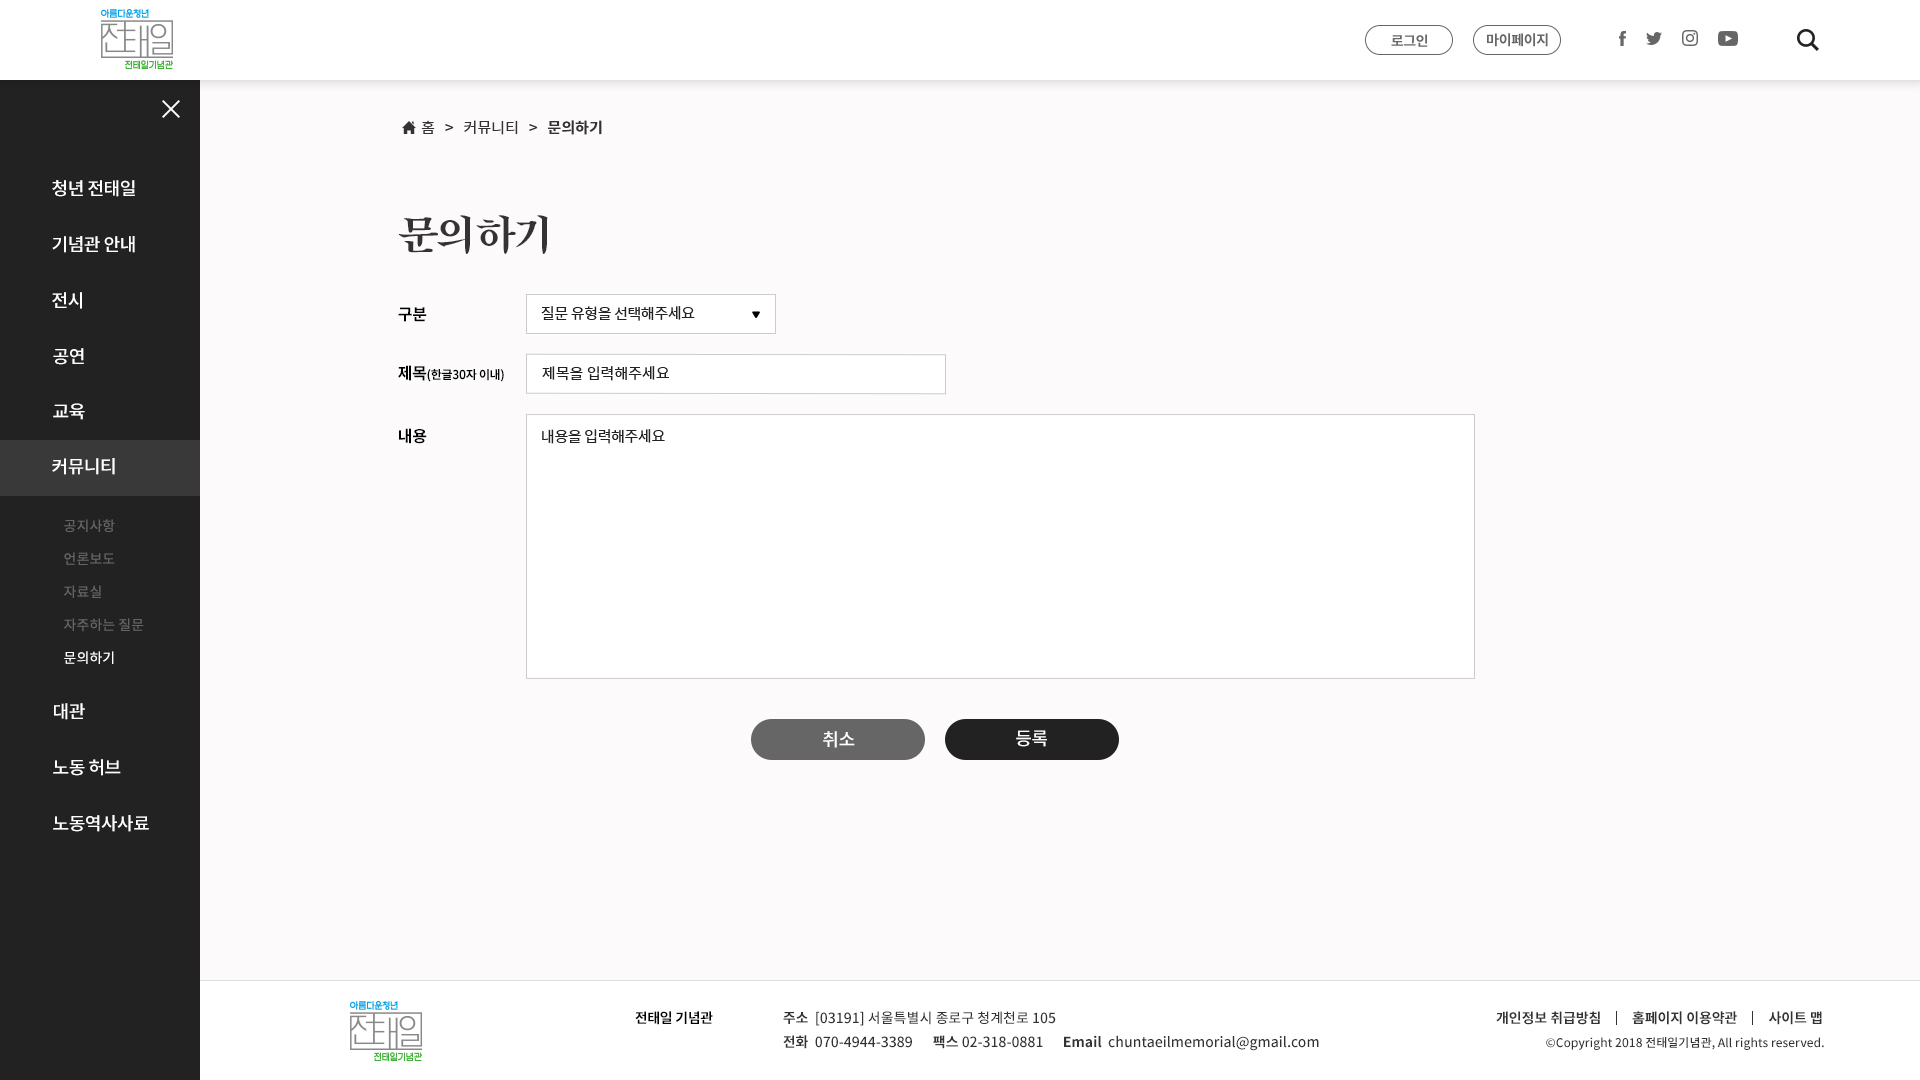 아름다운청년
전태일
전태일기념관
로그인
마이페이지
홈 > 커뮤니티 > 문의하기
청년 전태일
기념관 안내
전시
공연
교육
커뮤니티
공지사항
언론보도
자료실
자주하는 질문
문의하기
대관
노동 허브
노동역사사료
문의하기
구분
질문 유형을 선택해주세요
제목(한글30자 이내)
제목을 입력해주세요
내용
내용을 입력해주세요
취소
등록
아름다운청년
전태일
전태일기념관
전태일 기념관
주소 [03191] 서울특별시 종로구 청계천로 105
전화 070-4944-3389 팩스 02-318-0881 Email chuntaeilmemorial@gmail.com
개인정보 취급방침 | 홈페이지 이용약관 | 사이트 맵
©Copyright 2018 전태일기념관, All rights reserved.